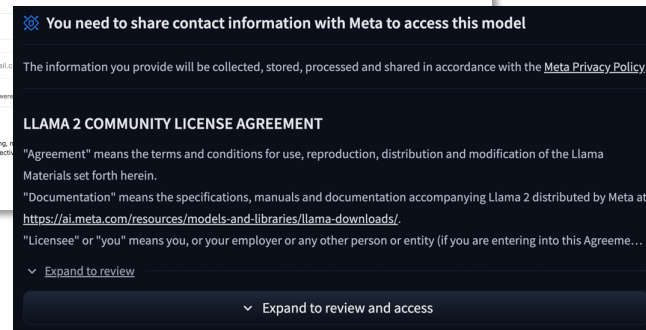 You need to share contact information with Meta to access this model
The information you provide will be collected, stored, processed and shared in accordance with the Meta Privacy Policy
LLAMA 2 COMMUNITY LICENSE AGREEMENT
"Agreement" means the terms and conditions for use, reproduction, distribution and modification of the Llama
Materials set forth herein.
"Documentation" means the specifications, manuals and documentation accompanying Llama 2 distributed by Meta at
https://ai.meta.com/resources/models-and-libraries/llama-downloads/.
"Licensee" or "you" means you, or your employer or any other person or entity (if you are entering into this Agreeme...
Expand to review
Expand to review and access